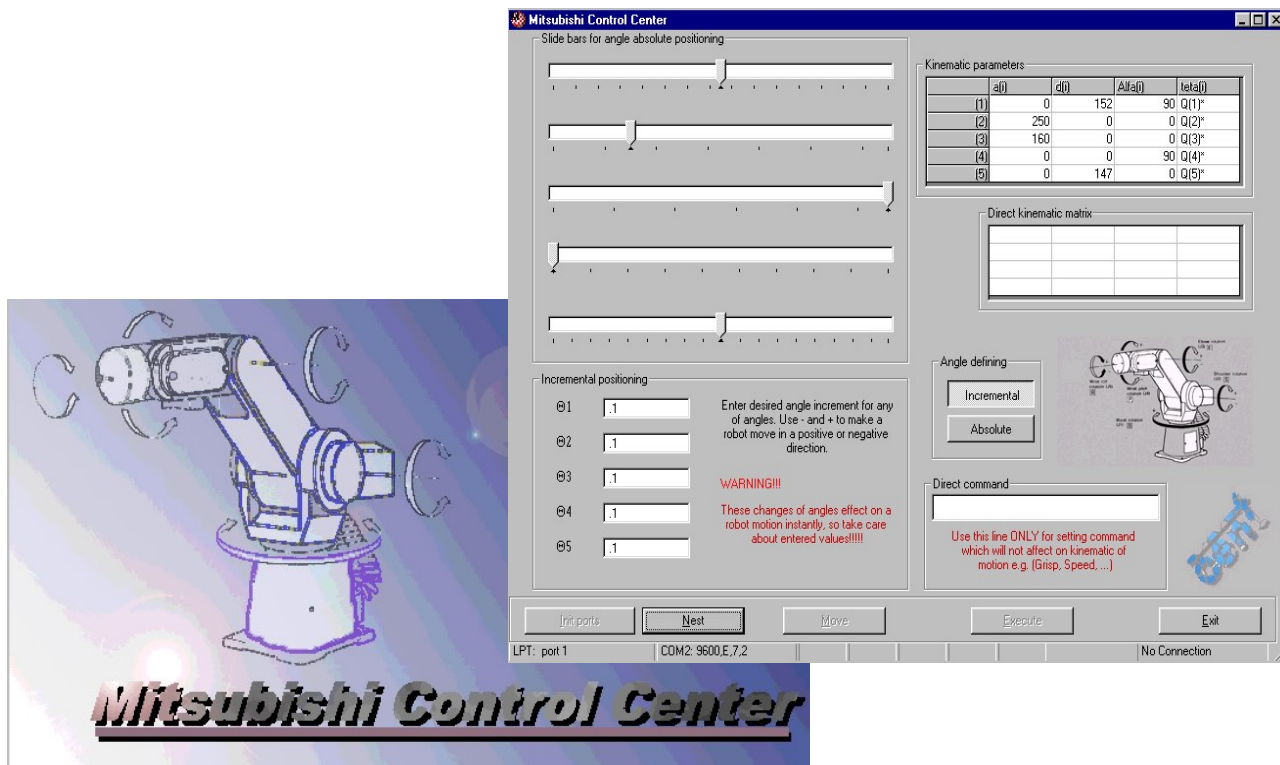 Mitsubishi Control Center
Slide bars for angle absolute positioning
Kinematic parameters
a(i) d(i) Alfa(i) teta(i)
(1) 0 152 90 Q(1)*
(2) 250 0 0 Q(2)*
(3) 160 0 0 Q(3)*
(4) 0 0 90 Q(4)*
(5) 0 147 0 Q(5)*
Direct kinematic matrix
Incremental positioning
Θ1 .1
Θ2 .1
Θ3 .1
Θ4 .1
Θ5 .1
Enter desired angle increment for any
of angles. Use - and + to make a
robot move in a positive or negative
direction.
WARNING!!!
These changes of angles effect on a
robot motion instantly, so take care
about entered values!!!!!
Angle defining
Incremental
Absolute
Direct command
Use this line ONLY for setting command
which will not affect on kinematic of
motion e.g. (Grisp, Speed, ...)
Init ports Nest Move Execute Exit
LPT: port 1 COM2: 9600,E,7,2 No Connection
Mitsubishi Control Center